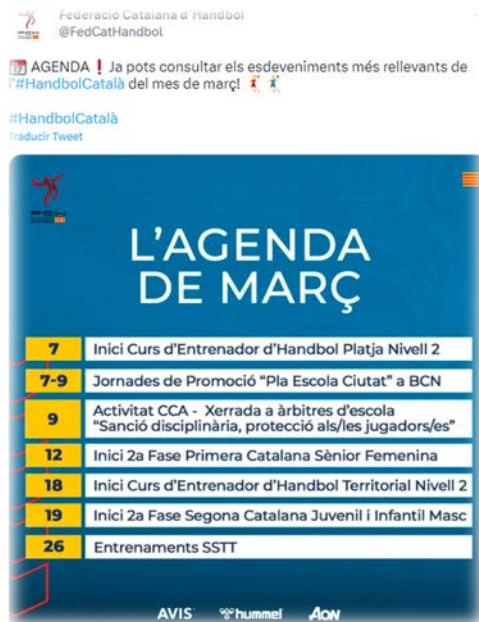 Federació Catalana d'Handbol
@FedCatHandbol
AGENDA ❗ Ja pots consultar els esdeveniments més rellevants de
l'#HandbolCatalà del mes de març!
#HandbolCatalà
Traducir Tweet
FCH
L'AGENDA
DE MARÇ
7 Inici Curs d'Entrenador d'Handbol Platja Nivell 2
7-9 Jornades de Promoció "Pla Escola Ciutat" a BCN
9 Activitat CCA - Xerrada a àrbitres d'escola
"Sanció disciplinària, protecció als/les jugadors/es"
12 Inici 2a Fase Primera Catalana Sènior Femenina
18 Inici Curs d'Entrenador d'Handbol Territorial Nivell 2
19 Inici 2a Fase Segona Catalana Juvenil i Infantil Masc
26 Entrenaments SSTT
AVIS hummel AON